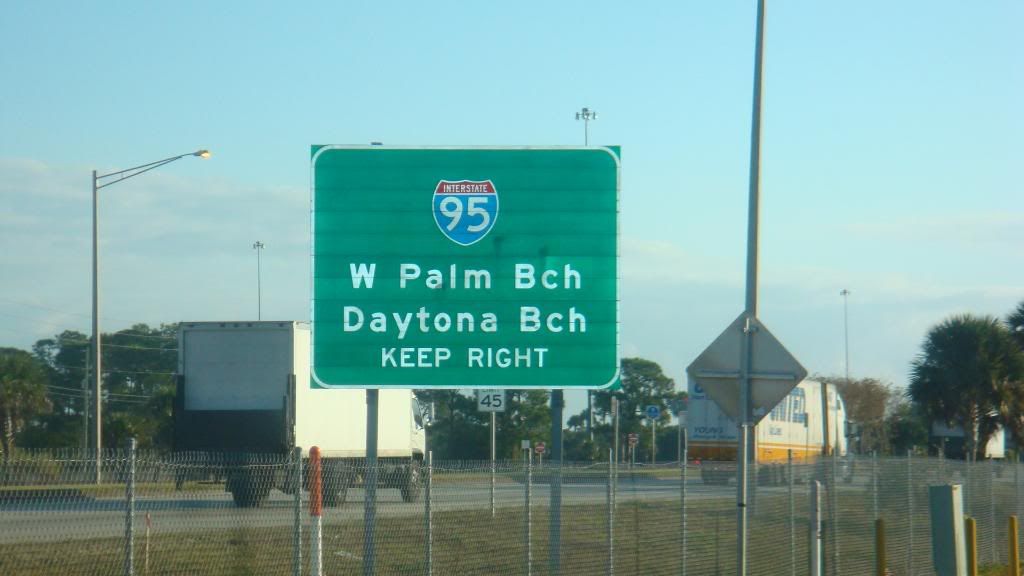 INTERSTATE
95
W Palm Bch
Daytona Bch
KEEP RIGHT
45